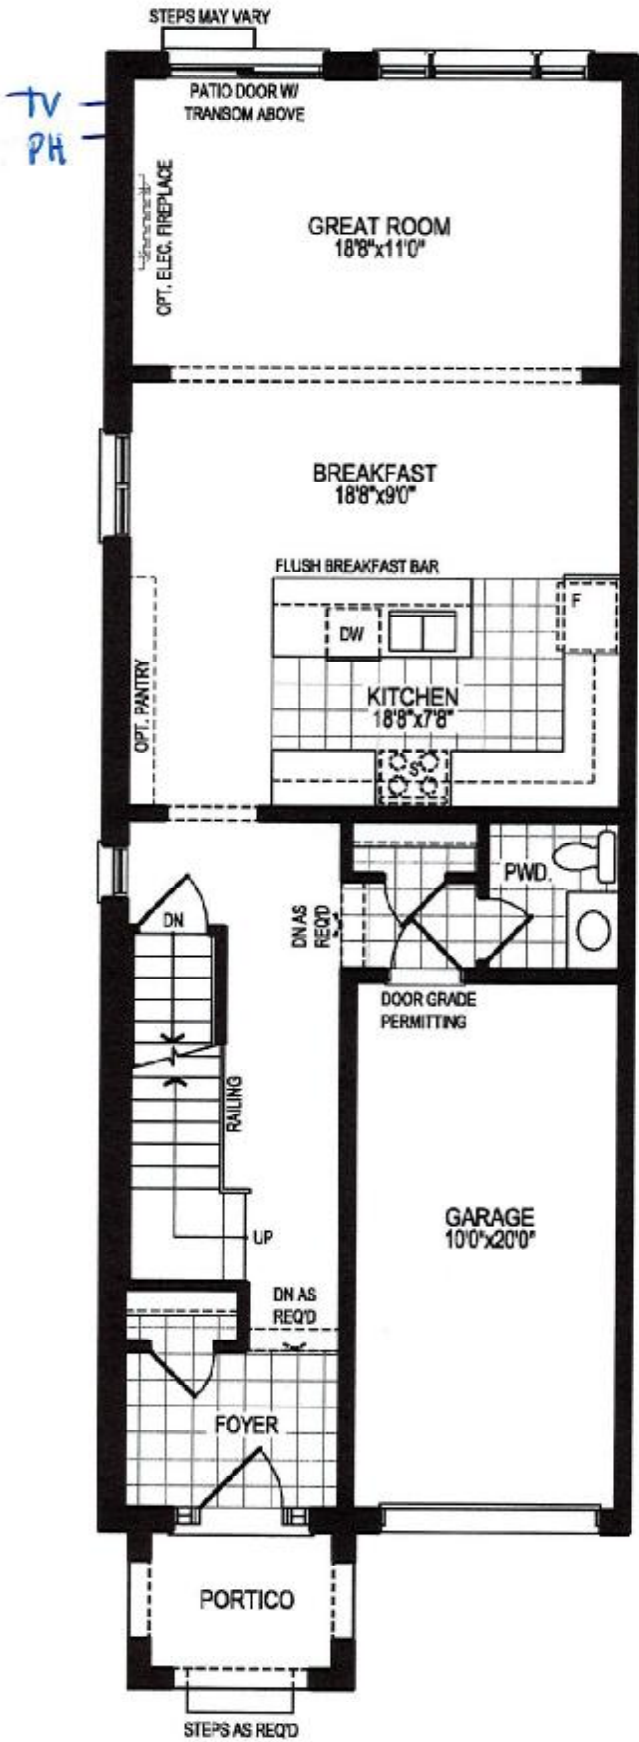 STEPS MAY VARY
TV
PH
PATIO DOOR W/
TRANSOM ABOVE
OPT. ELEC. FIREPLACE
GREAT ROOM
18'8"x11'0"
BREAKFAST
18'8"x9'0"
FLUSH BREAKFAST BAR
F
DW
OPT. PANTRY
KITCHEN
18'8"x7'8"
S
PWD.
DN
DN AS
REQ'D
DOOR GRADE
PERMITTING
RAILING
GARAGE
10'0"x20'0"
UP
DN AS
REQ'D
FOYER
PORTICO
STEPS AS REQ'D